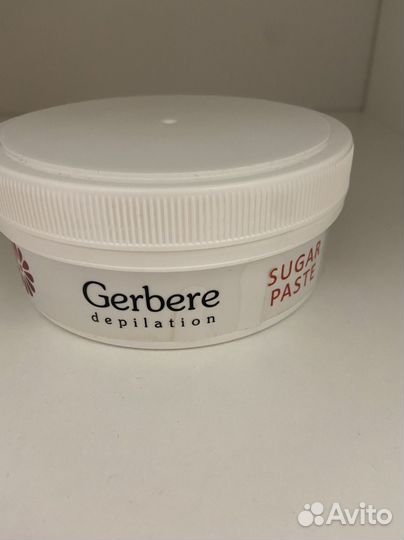 Gerbere
depilation
SUGAR
PASTE
Avito